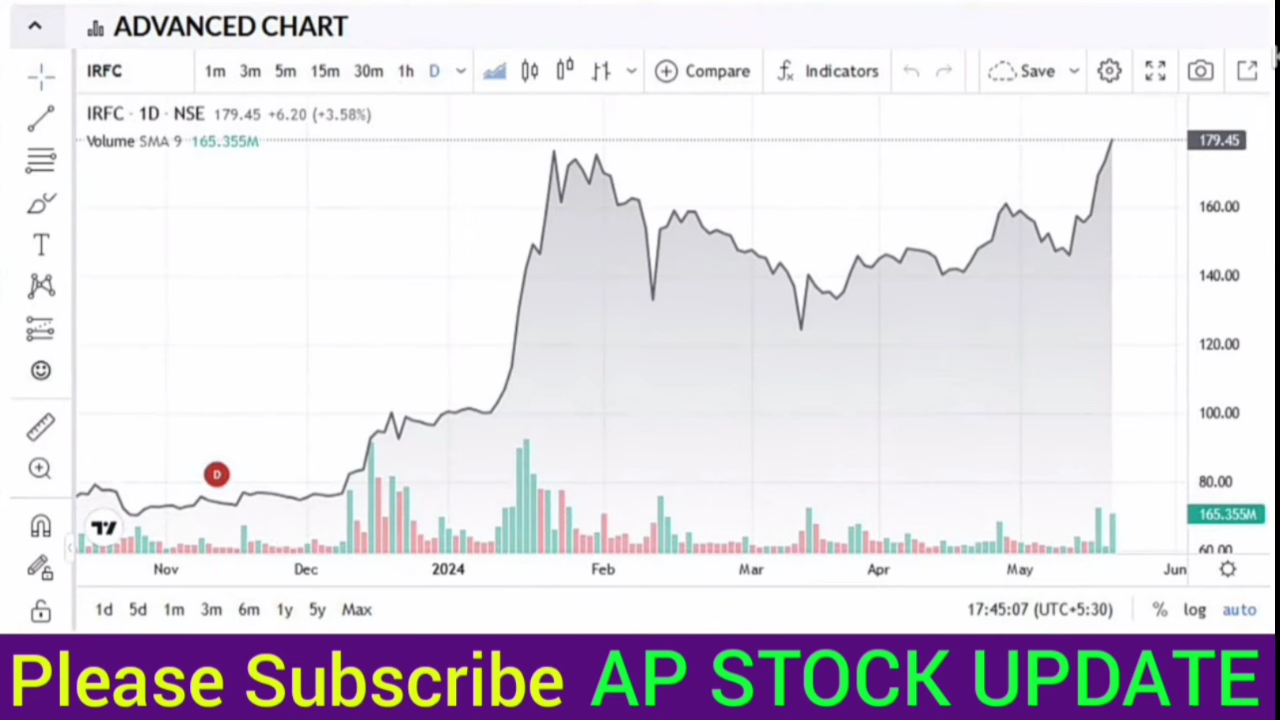 ADVANCED CHART
IRFC 1m 3m 5m 15m 30m 1h D Compare Indicators Save
IRFC · 1D · NSE 179.45 +6.20 (+3.58%)
Volume SMA 9 165.355M
179.45
160.00
140.00
120.00
100.00
80.00
165.355M
60.00
D
T
Nov Dec 2024 Feb Mar Apr May Jun
1d 5d 1m 3m 6m 1y 5y Max 17:45:07 (UTC+5:30) % log auto
Please Subscribe AP STOCK UPDATE